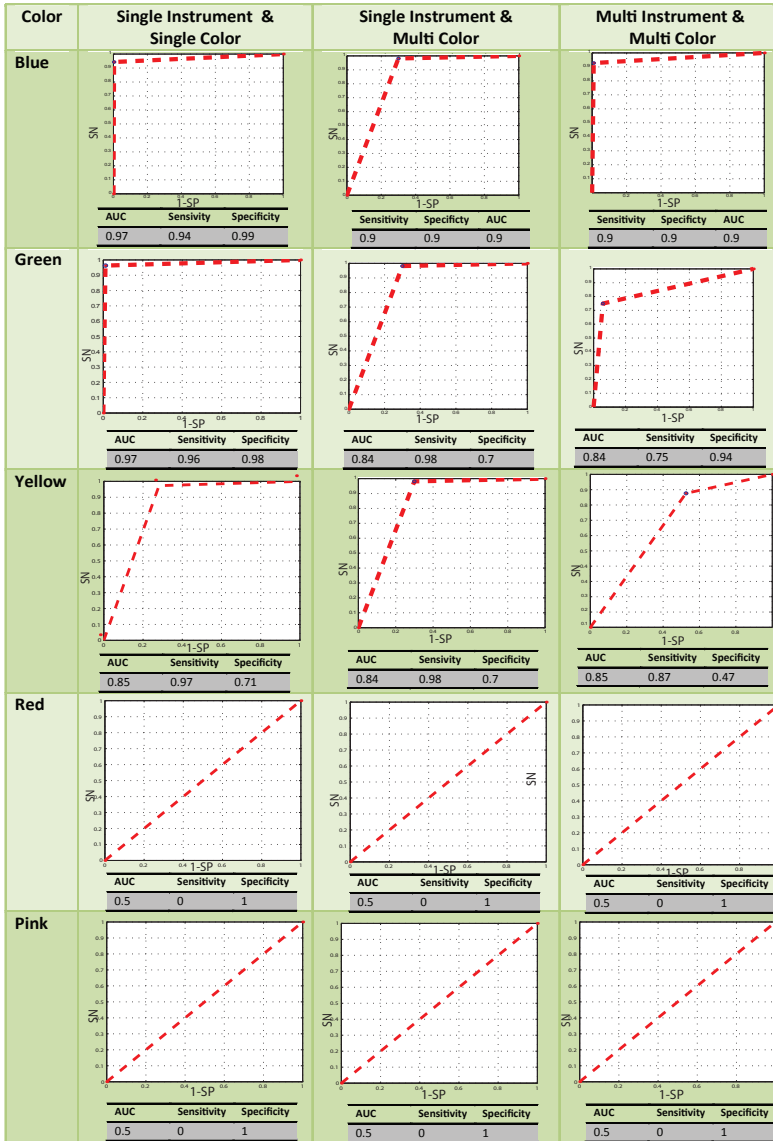 Color
Single Instrument &
Single Color
Single Instrument &
Multi Color
Multi Instrument &
Multi Color
Blue
SN
1-SP
AUC Sensivity Specificity
0.97 0.94 0.99
SN
1-SP
Sensitivity Specificty AUC
0.9 0.9 0.9
SN
1-SP
Sensitivity Specificty AUC
0.9 0.9 0.9
Green
SN
1-SP
AUC Sensitivity Specificity
0.97 0.96 0.98
SN
1-SP
AUC Sensitivity Specificity
0.84 0.98 0.7
SN
1-SP
AUC Sensitivity Specificity
0.84 0.75 0.94
Yellow
SN
1-SP
AUC Sensitivity Specificity
0.85 0.97 0.71
SN
1-SP
AUC Sensitivity Specificity
0.84 0.98 0.7
SN
1-SP
AUC Sensitivity Specificity
0.85 0.87 0.47
Red
SN
1-SP
AUC Sensitivity Specificity
0.5 0 1
SN
1-SP
AUC Sensitivity Specificity
0.5 0 1
SN
1-SP
AUC Sensitivity Specificity
0.5 0 1
Pink
SN
1-SP
AUC Sensitivity Specificity
0.5 0 1
SN
1-SP
AUC Sensitivity Specificity
0.5 0 1
SN
1-SP
AUC Sensitivity Specificity
0.5 0 1